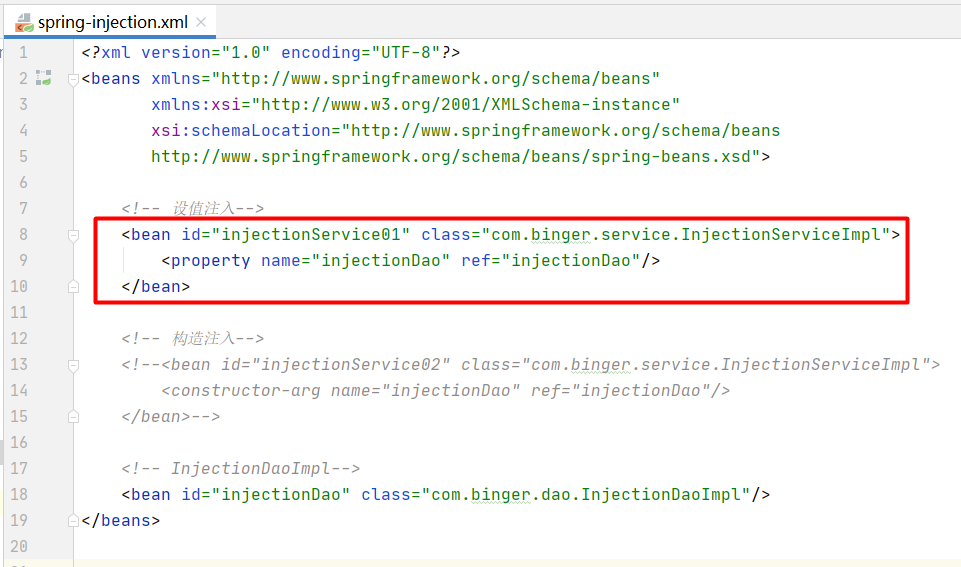 spring-injection.xml
1 <?xml version="1.0" encoding="UTF-8"?>
2 <beans xmlns="http://www.springframework.org/schema/beans"
3 xmlns:xsi="http://www.w3.org/2001/XMLSchema-instance"
4 xsi:schemaLocation="http://www.springframework.org/schema/beans
5 http://www.springframework.org/schema/beans/spring-beans.xsd">
6
7 <!-- 设值注入-->
8 <bean id="injectionService01" class="com.binger.service.InjectionServiceImpl">
9 <property name="injectionDao" ref="injectionDao"/>
10 </bean>
11
12 <!-- 构造注入-->
13 <!--<bean id="injectionService02" class="com.binger.service.InjectionServiceImpl">
14 <constructor-arg name="injectionDao" ref="injectionDao"/>
15 </bean>-->
16
17 <!-- InjectionDaoImpl-->
18 <bean id="injectionDao" class="com.binger.dao.InjectionDaoImpl"/>
19 </beans>
20